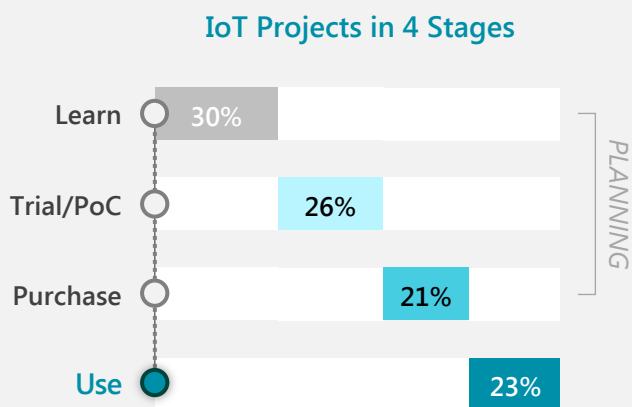 IoT Projects in 4 Stages
Learn
30%
Trial/PoC
26%
Purchase
21%
Use
23%
PLANNING